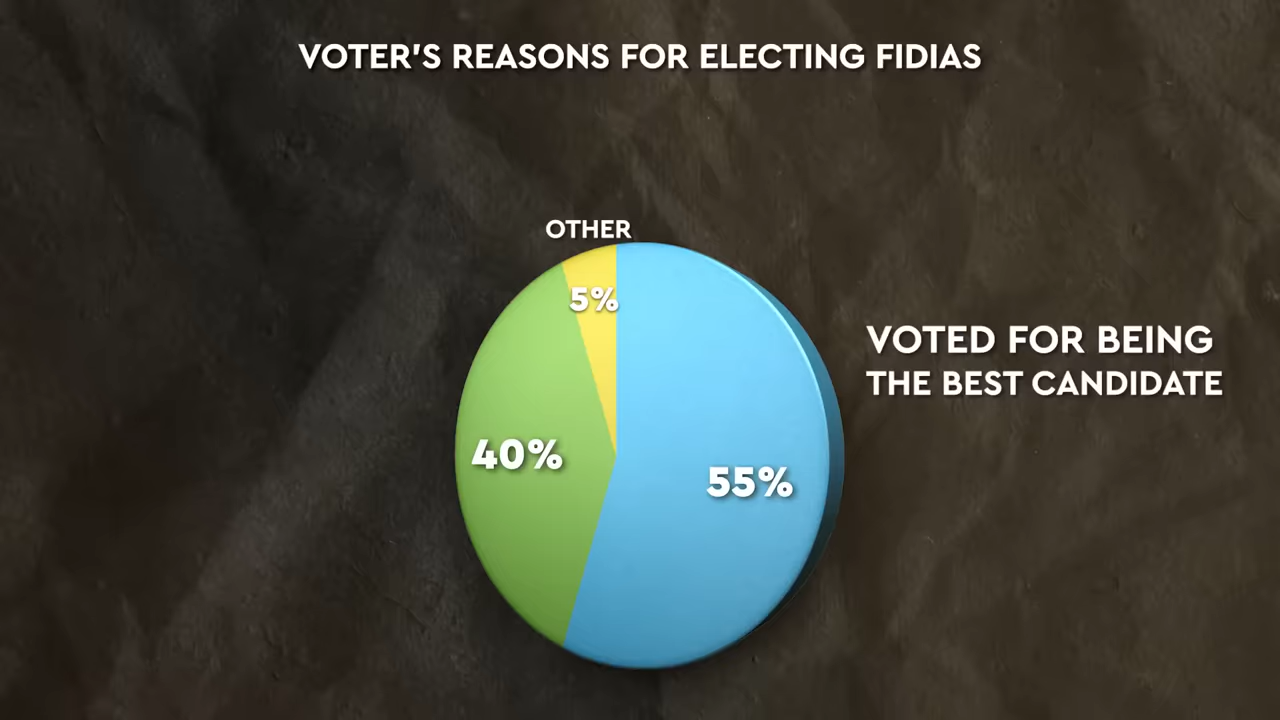 VOTER'S REASONS FOR ELECTING FIDIAS
OTHER
5%
VOTED FOR BEING
THE BEST CANDIDATE
40%
55%